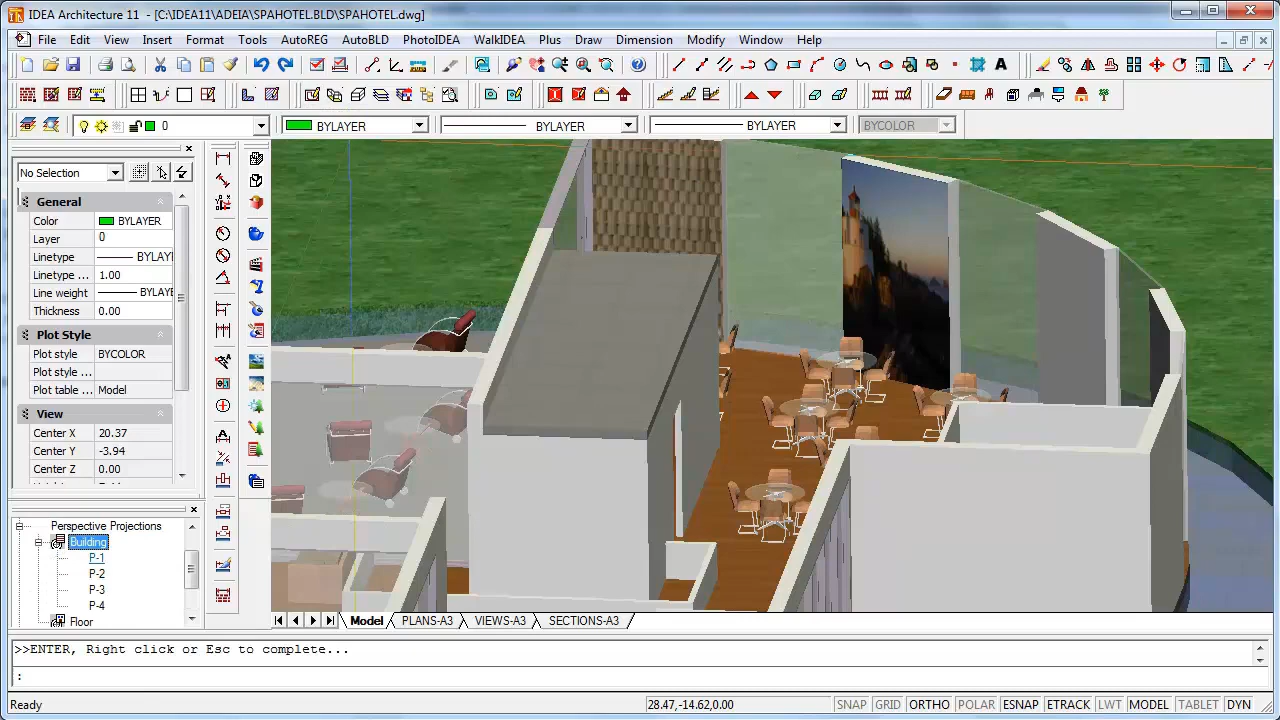 IDEA Architecture 11 - [C:\IDEA11\ADEIA\SPAHOTEL.BLD\SPAHOTEL.dwg]
File Edit View Insert Format Tools AutoREG AutoBLD PhotoIDEA WalkIDEA Plus Draw Dimension Modify Window Help
0 BYLAYER BYLAYER BYLAYER BYCOLOR
No Selection
General
Color BYLAYER
Layer 0
Linetype BYLAY
Linetype ... 1.00
Line weight BYLAYE
Thickness 0.00
Plot Style
Plot style BYCOLOR
Plot style, ...
Plot table ... Model
View
Center X 20.37
Center Y -3.94
Center Z 0.00
Perspective Projections
Building
P-1
P-2
P-3
P-4
Floor
Model PLANS-A3 VIEWS-A3 SECTIONS-A3
>>ENTER, Right click or Esc to complete...
:
Ready 28.47,-14.62,0.00 SNAP GRID ORTHO POLAR ESNAP ETRACK LWT MODEL TABLET DYN